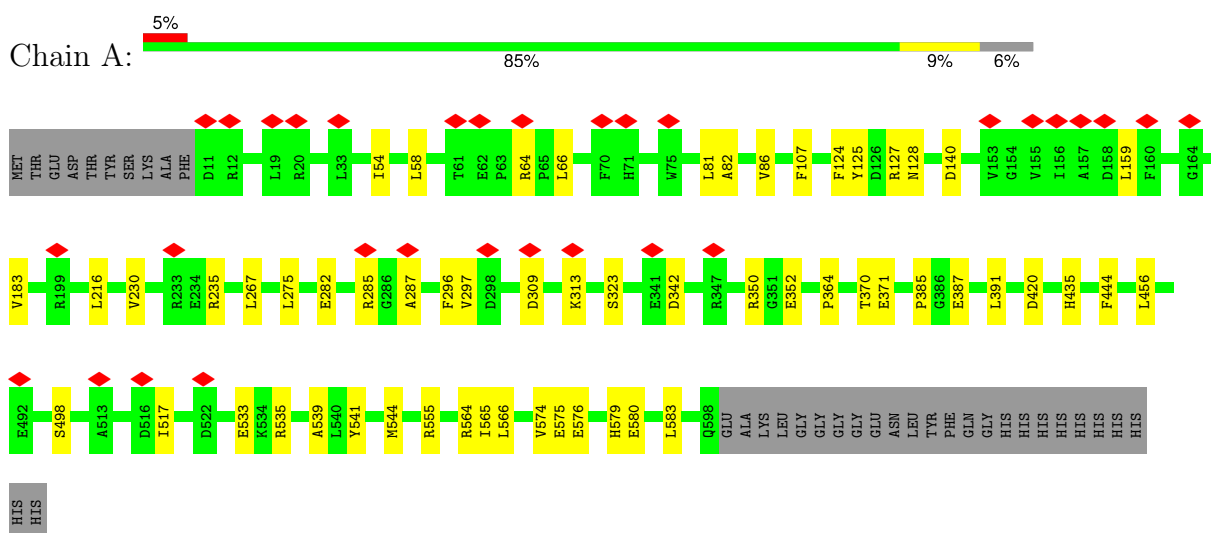 5%
Chain A:
85% 9% 6%
MET THR GLU ASP THR TYR SER LYS ALA PHE D11 R12 L19 R20 L33 I54 L58 T61 E62 P63 R64 P65 L66 F70 H71 W75 L81 A82 V86 F107 F124 Y125 D126 R127 N128 D140 V153 G154 V155 I156 A157 D158 L159 F160 G164
V183 R199 L216 V230 R233 E234 R235 L267 L275 E282 R285 G286 A287 F296 V297 D298 D309 K313 S323 E341 D342 R347 R350 G351 E352 P364 T370 E371 P385 G386 E387 L391 D420 H435 F444 L456
E492 S498 A513 D516 I517 D522 E533 K534 R535 A539 L540 Y541 M544 R555 R564 I565 L566 V574 E575 E576 H579 E580 L583 Q598 GLU ALA LYS LEU GLY GLY GLY GLY GLU ASN LEU TYR PHE GLN GLY HIS HIS HIS HIS HIS HIS HIS HIS
HIS HIS